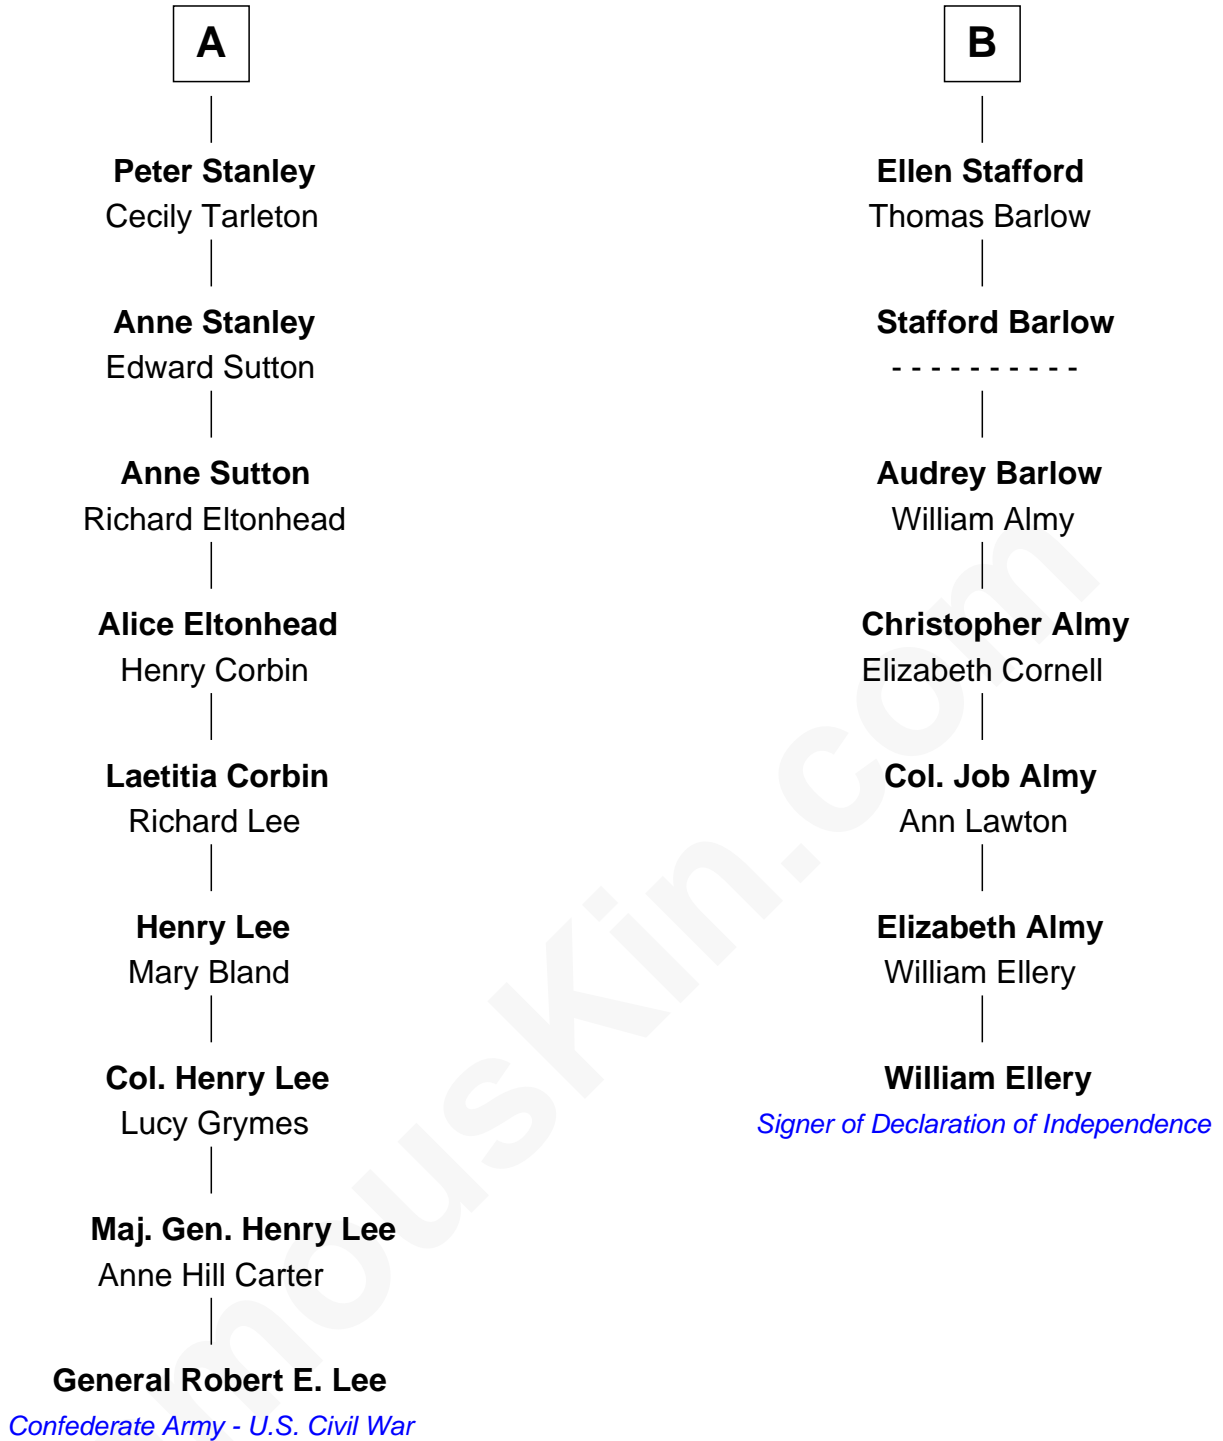 A
Peter Stanley
Cecily Tarleton
Anne Stanley
Edward Sutton
Anne Sutton
Richard Eltonhead
Alice Eltonhead
Henry Corbin
Laetitia Corbin
Richard Lee
Henry Lee
Mary Bland
Col. Henry Lee
Lucy Grymes
Maj. Gen. Henry Lee
Anne Hill Carter
General Robert E. Lee
Confederate Army - U.S. Civil War
B
Ellen Stafford
Thomas Barlow
Stafford Barlow
- - - - - - - - - -
Audrey Barlow
William Almy
Christopher Almy
Elizabeth Cornell
Col. Job Almy
Ann Lawton
Elizabeth Almy
William Ellery
William Ellery
Signer of Declaration of Independence
mousKin.com